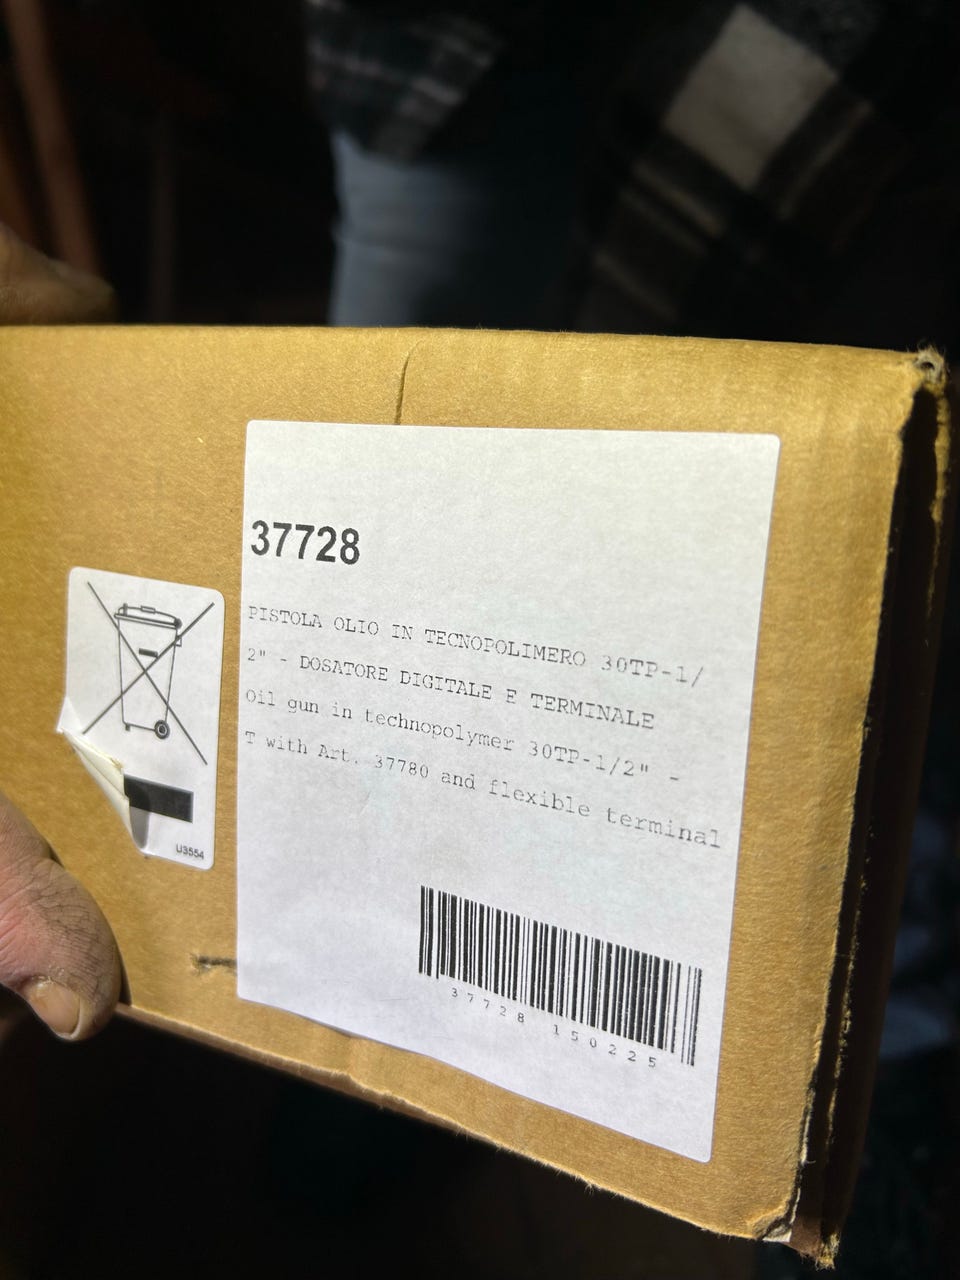 37728
PISTOLA OLIO IN TECNOPOLIMERO 30TP-1/
2" - DOSATORE DIGITALE E TERMINALE
Oil gun in technopolymer 30TP-1/2" -
T with Art. 37780 and flexible terminal
37728 150225
U3554